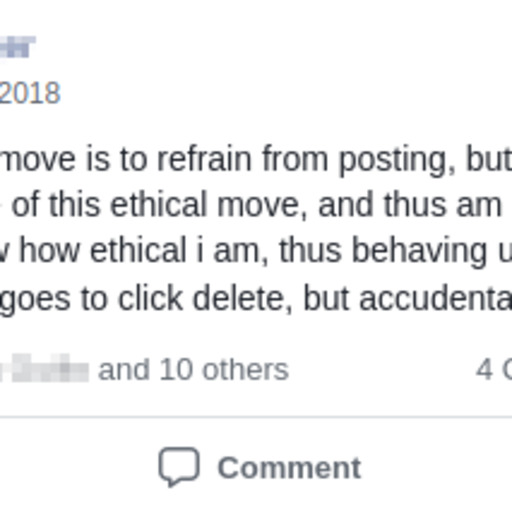 2018
move is to refrain from posting, but
of this ethical move, and thus am
how ethical i am, thus behaving
goes to click delete, but accudenta
and 10 others 4
Comment